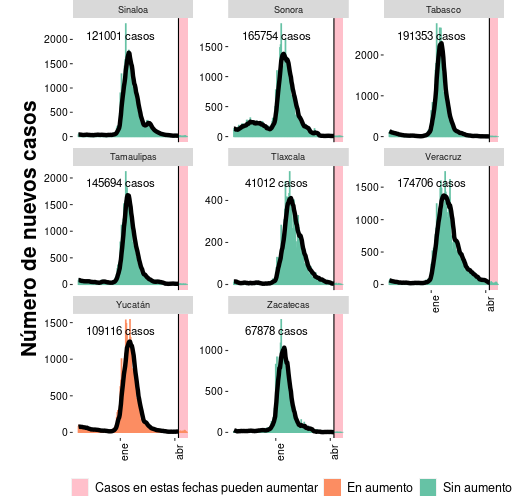 Número de nuevos casos
Sinaloa
Sonora
Tabasco
121001 casos
165754 casos
191353 casos
2000
1500
1000
500
0
1500
1000
500
0
2000
1000
0
Tamaulipas
Tlaxcala
Veracruz
145694 casos
41012 casos
174706 casos
2000
1500
1000
500
0
400
200
0
1500
1000
500
0
ene
abr
Yucatán
Zacatecas
109116 casos
67878 casos
1500
1000
500
0
1000
500
0
ene
abr
ene
abr
Casos en estas fechas pueden aumentar
En aumento
Sin aumento